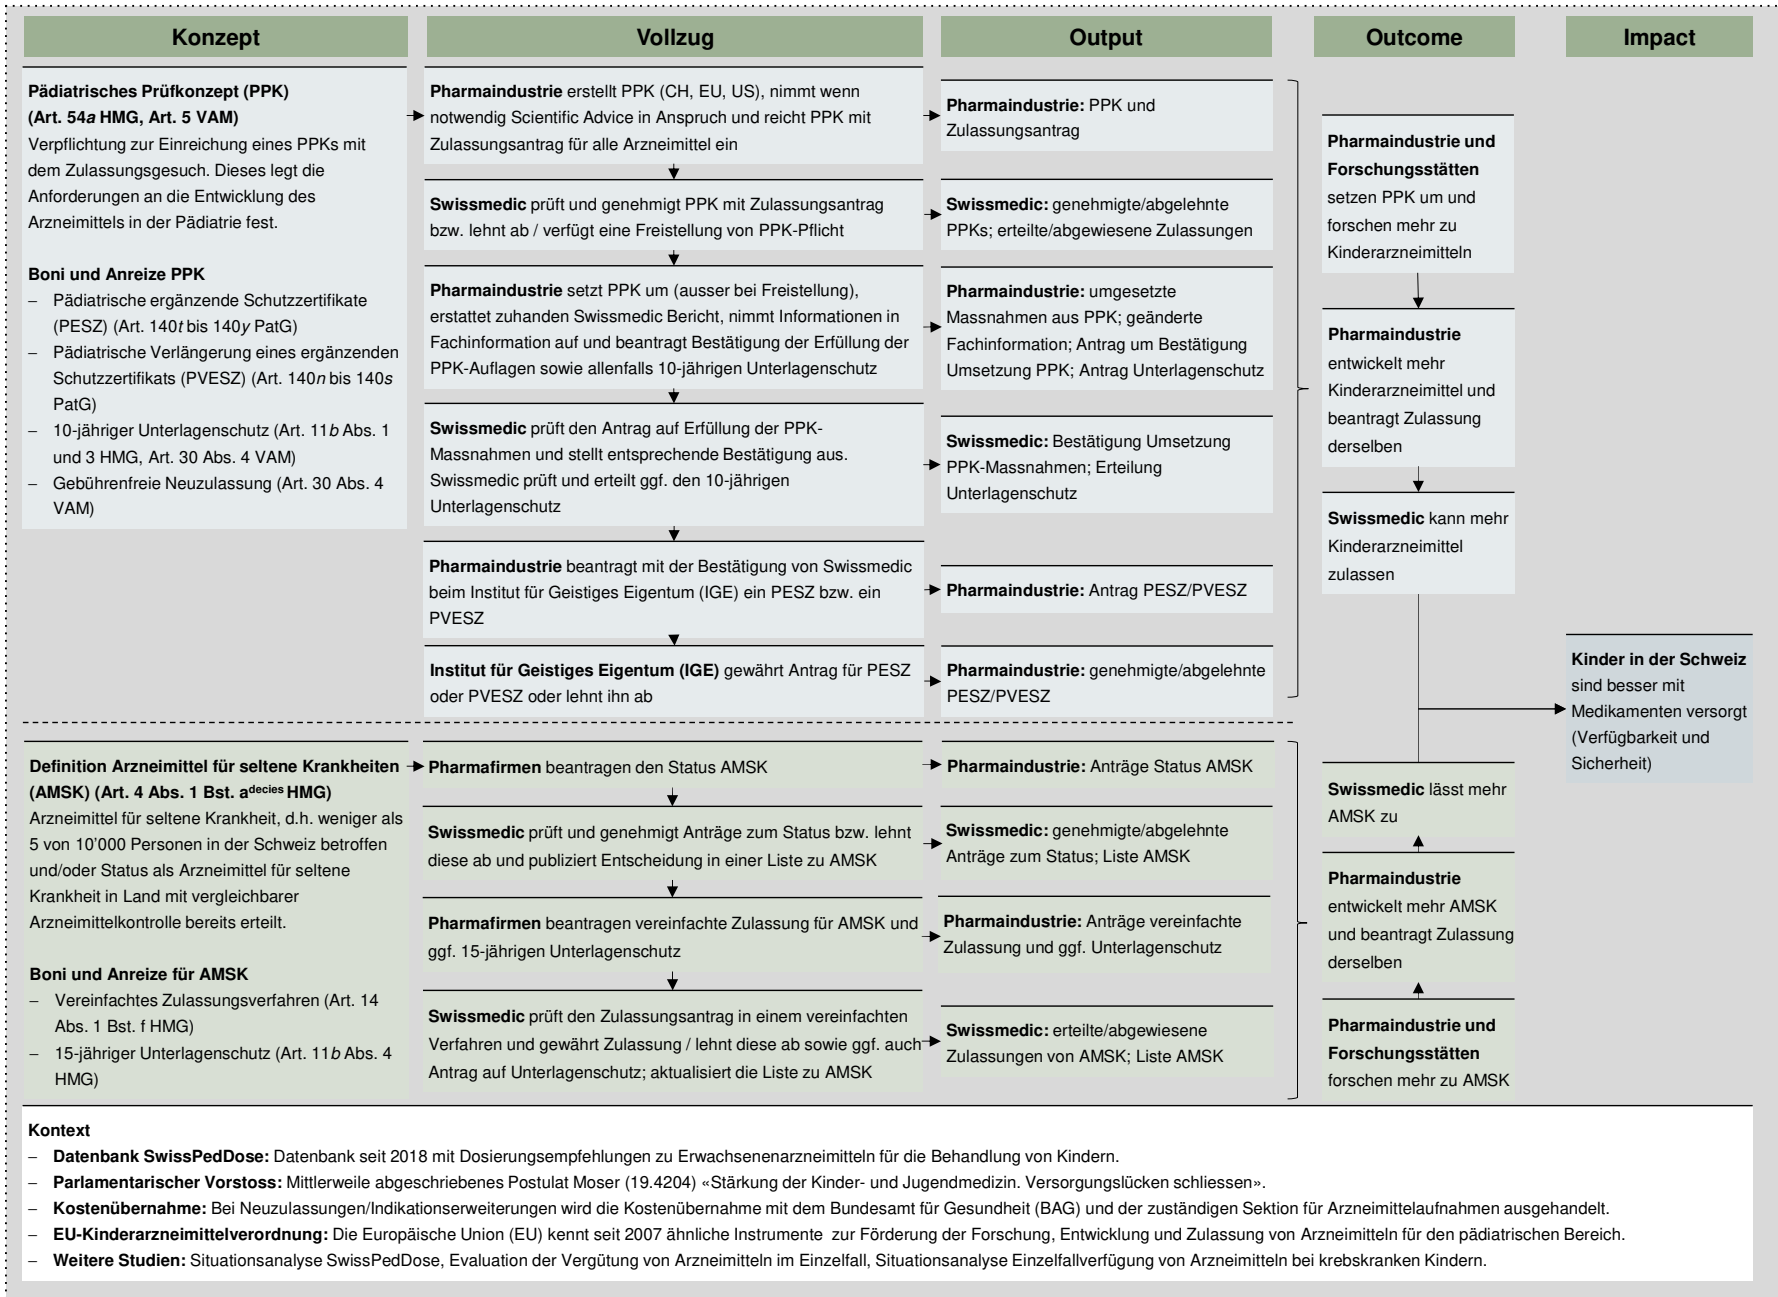 Konzept
Vollzug
Output
Outcome
Impact
Pädiatrisches Prüfkonzept (PPK)
(Art. 54a HMG, Art. 5 VAM)
Verpflichtung zur Einreichung eines PPKs mit
dem Zulassungsgesuch. Dieses legt die
Anforderungen an die Entwicklung des
Arzneimittels in der Pädiatrie fest.
Boni und Anreize PPK
– Pädiatrische ergänzende Schutzzertifikate
(PESZ) (Art. 140t bis 140y PatG)
– Pädiatrische Verlängerung eines ergänzenden
Schutzzertifikats (PVESZ) (Art. 140n bis 140s
PatG)
– 10-jähriger Unterlagenschutz (Art. 11b Abs. 1
und 3 HMG, Art. 30 Abs. 4 VAM)
– Gebührenfreie Neuzulassung (Art. 30 Abs. 4
VAM)
Pharmaindustrie erstellt PPK (CH, EU, US), nimmt wenn
notwendig Scientific Advice in Anspruch und reicht PPK mit
Zulassungsantrag für alle Arzneimittel ein
Swissmedic prüft und genehmigt PPK mit Zulassungsantrag
bzw. lehnt ab / verfügt eine Freistellung von PPK-Pflicht
Pharmaindustrie setzt PPK um (ausser bei Freistellung),
erstattet zuhanden Swissmedic Bericht, nimmt Informationen in
Fachinformation auf und beantragt Bestätigung der Erfüllung der
PPK-Auflagen sowie allenfalls 10-jährigen Unterlagenschutz
Swissmedic prüft den Antrag auf Erfüllung der PPK-
Massnahmen und stellt entsprechende Bestätigung aus.
Swissmedic prüft und erteilt ggf. den 10-jährigen
Unterlagenschutz
Pharmaindustrie beantragt mit der Bestätigung von Swissmedic
beim Institut für Geistiges Eigentum (IGE) ein PESZ bzw. ein
PVESZ
Institut für Geistiges Eigentum (IGE) gewährt Antrag für PESZ
oder PVESZ oder lehnt ihn ab
Pharmaindustrie: PPK und
Zulassungsantrag
Swissmedic: genehmigte/abgelehnte
PPKs; erteilte/abgewiesene Zulassungen
Pharmaindustrie: umgesetzte
Massnahmen aus PPK; geänderte
Fachinformation; Antrag um Bestätigung
Umsetzung PPK; Antrag Unterlagenschutz
Swissmedic: Bestätigung Umsetzung
PPK-Massnahmen; Erteilung
Unterlagenschutz
Pharmaindustrie: Antrag PESZ/PVESZ
Pharmaindustrie: genehmigte/abgelehnte
PESZ/PVESZ
Pharmaindustrie und
Forschungsstätten
setzen PPK um und
forschen mehr zu
Kinderarzneimitteln
Pharmaindustrie
entwickelt mehr
Kinderarzneimittel und
beantragt Zulassung
derselben
Swissmedic kann mehr
Kinderarzneimittel
zulassen
Kinder in der Schweiz
sind besser mit
Medikamenten versorgt
(Verfügbarkeit und
Sicherheit)
Definition Arzneimittel für seltene Krankheiten
(AMSK) (Art. 4 Abs. 1 Bst. adecies HMG)
Arzneimittel für seltene Krankheit, d.h. weniger als
5 von 10’000 Personen in der Schweiz betroffen
und/oder Status als Arzneimittel für seltene
Krankheit in Land mit vergleichbarer
Arzneimittelkontrolle bereits erteilt.
Boni und Anreize für AMSK
– Vereinfachtes Zulassungsverfahren (Art. 14
Abs. 1 Bst. f HMG)
– 15-jähriger Unterlagenschutz (Art. 11b Abs. 4
HMG)
Pharmafirmen beantragen den Status AMSK
Swissmedic prüft und genehmigt Anträge zum Status bzw. lehnt
diese ab und publiziert Entscheidung in einer Liste zu AMSK
Pharmafirmen beantragen vereinfachte Zulassung für AMSK und
ggf. 15-jährigen Unterlagenschutz
Swissmedic prüft den Zulassungsantrag in einem vereinfachten
Verfahren und gewährt Zulassung / lehnt diese ab sowie ggf. auch
Antrag auf Unterlagenschutz; aktualisiert die Liste zu AMSK
Pharmaindustrie: Anträge Status AMSK
Swissmedic: genehmigte/abgelehnte
Anträge zum Status; Liste AMSK
Pharmaindustrie: Anträge vereinfachte
Zulassung und ggf. Unterlagenschutz
Swissmedic: erteilte/abgewiesene
Zulassungen von AMSK; Liste AMSK
Swissmedic lässt mehr
AMSK zu
Pharmaindustrie
entwickelt mehr AMSK
und beantragt Zulassung
derselben
Pharmaindustrie und
Forschungsstätten
forschen mehr zu AMSK
Kontext
– Datenbank SwissPedDose: Datenbank seit 2018 mit Dosierungsempfehlungen zu Erwachsenenarzneimitteln für die Behandlung von Kindern.
– Parlamentarischer Vorstoss: Mittlerweile abgeschriebenes Postulat Moser (19.4204) «Stärkung der Kinder- und Jugendmedizin. Versorgungslücken schliessen».
– Kostenübernahme: Bei Neuzulassungen/Indikationserweiterungen wird die Kostenübernahme mit dem Bundesamt für Gesundheit (BAG) und der zuständigen Sektion für Arzneimittelaufnahmen ausgehandelt.
– EU-Kinderarzneimittelverordnung: Die Europäische Union (EU) kennt seit 2007 ähnliche Instrumente zur Förderung der Forschung, Entwicklung und Zulassung von Arzneimitteln für den pädiatrischen Bereich.
– Weitere Studien: Situationsanalyse SwissPedDose, Evaluation der Vergütung von Arzneimitteln im Einzelfall, Situationsanalyse Einzelfallverfügung von Arzneimitteln bei krebskranken Kindern.